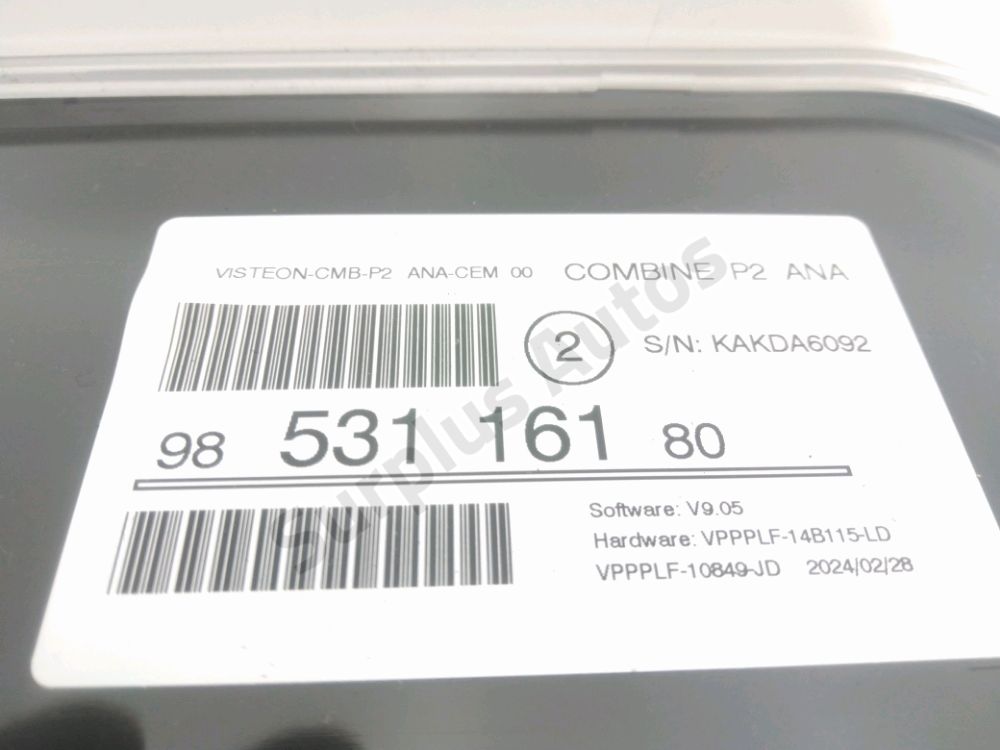 VISTEON-CMB-P2 ANA-CEM 00 COMBINE P2 ANA
2 S/N: KAKDA6092
98 531 161 80
Software: V9.05
Hardware: VPPPLF-14B115-LD
VPPPLF-10849-JD 2024/02/28
Surplus Autos